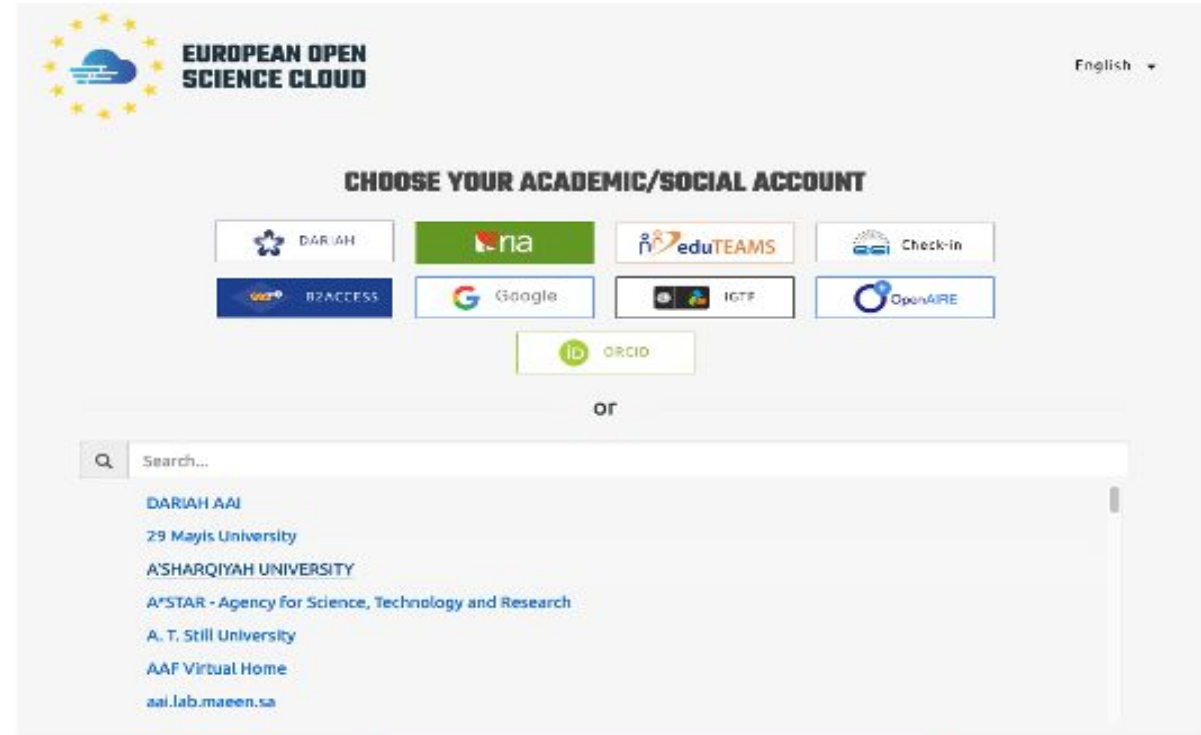 EUROPEAN OPEN
SCIENCE CLOUD
English
CHOOSE YOUR ACADEMIC/SOCIAL ACCOUNT
DARIAH
ria
eduTEAMS
Check-in
B2ACCESS
Google
IGTF
OpenAIRE
iD ORCID
or
Search...
DARIAH AAI
29 Mayis University
A'SHARQIYAH UNIVERSITY
A*STAR - Agency for Science, Technology and Research
A. T. Still University
AAF Virtual Home
aai.lab.maeen.sa